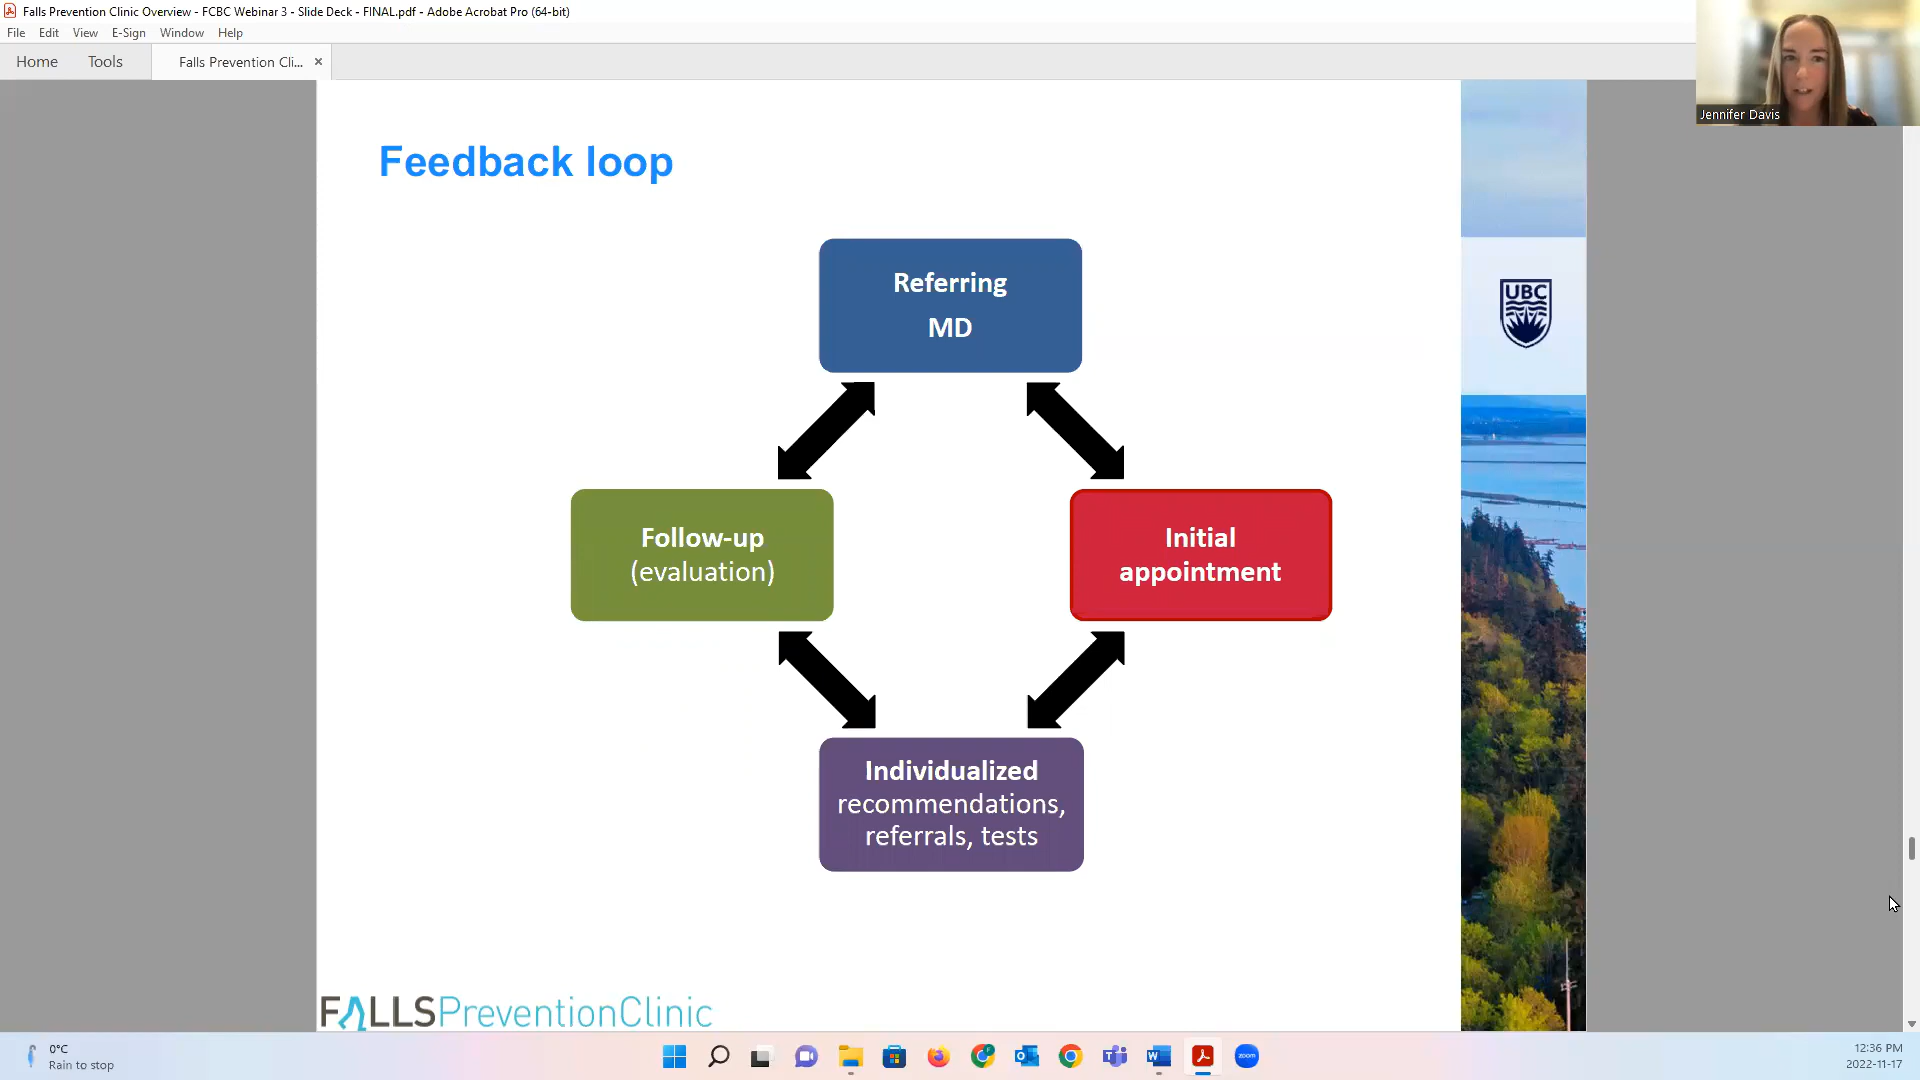 Falls Prevention Clinic Overview - FCBC Webinar 3 - Slide Deck - FINAL.pdf - Adobe Acrobat Pro (64-bit)
File Edit View E-Sign Window Help
Home Tools Falls Prevention Cli... ×
Jennifer Davis
Feedback loop
Referring
MD
UBC
Follow-up
(evaluation)
Initial
appointment
Individualized
recommendations,
referrals, tests
FALLSPreventionClinic
0°C
Rain to stop
zoom
12:36 PM
2022-11-17